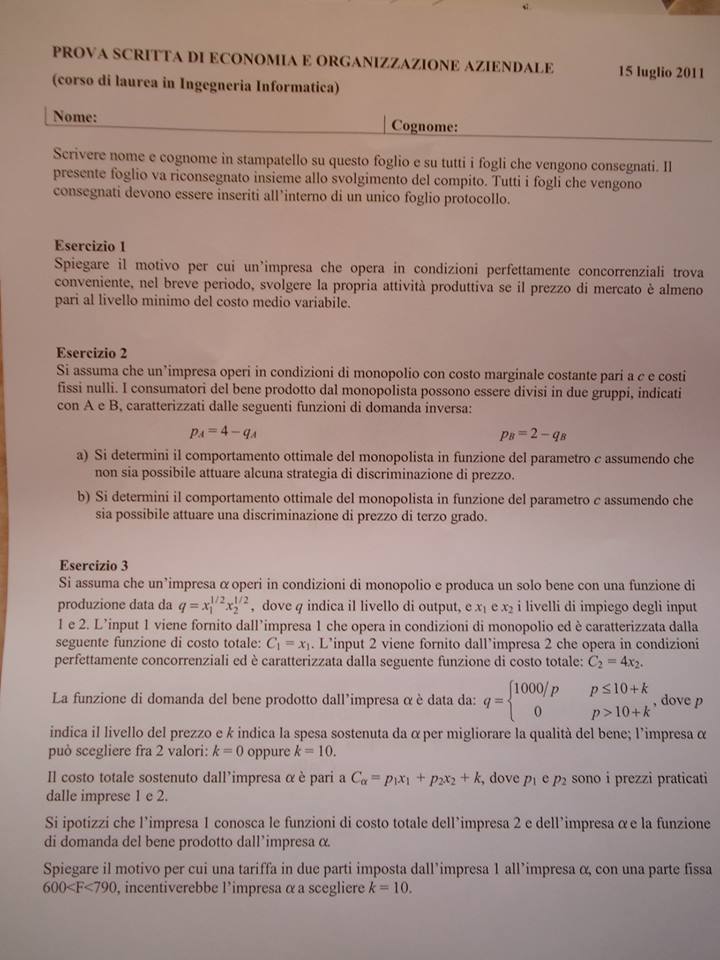 PROVA SCRITTA DI ECONOMIA E ORGANIZZAZIONE AZIENDALE 15 luglio 2011
(corso di laurea in Ingegneria Informatica)
Nome: Cognome:
Scrivere nome e cognome in stampatello su questo foglio e su tutti i fogli che vengono consegnati. Il
presente foglio va riconsegnato insieme allo svolgimento del compito. Tutti i fogli che vengono
consegnati devono essere inseriti all'interno di un unico foglio protocollo.
Esercizio 1
Spiegare il motivo per cui un'impresa che opera in condizioni perfettamente concorrenziali trova
conveniente, nel breve periodo, svolgere la propria attività produttiva se il prezzo di mercato è almeno
pari al livello minimo del costo medio variabile.
Esercizio 2
Si assuma che un'impresa operi in condizioni di monopolio con costo marginale costante pari a c e costi
fissi nulli. I consumatori del bene prodotto dal monopolista possono essere divisi in due gruppi, indicati
con A e B, caratterizzati dalle seguenti funzioni di domanda inversa:
p_A = 4 − q_A p_B = 2 − q_B
a) Si determini il comportamento ottimale del monopolista in funzione del parametro c assumendo che
non sia possibile attuare alcuna strategia di discriminazione di prezzo.
b) Si determini il comportamento ottimale del monopolista in funzione del parametro c assumendo che
sia possibile attuare una discriminazione di prezzo di terzo grado.
Esercizio 3
Si assuma che un'impresa α operi in condizioni di monopolio e produca un solo bene con una funzione di
produzione data da q = x_1^{1/2} x_2^{1/2}, dove q indica il livello di output, e x_1 e x_2 i livelli di impiego degli input
1 e 2. L'input 1 viene fornito dall'impresa 1 che opera in condizioni di monopolio ed è caratterizzata dalla
seguente funzione di costo totale: C_1 = x_1. L'input 2 viene fornito dall'impresa 2 che opera in condizioni
perfettamente concorrenziali ed è caratterizzata dalla seguente funzione di costo totale: C_2 = 4x_2.
La funzione di domanda del bene prodotto dall'impresa α è data da: q = { 1000/p p ≤ 10 + k
0 p > 10 + k , dove p
indica il livello del prezzo e k indica la spesa sostenuta da α per migliorare la qualità del bene; l'impresa α
può scegliere fra 2 valori: k = 0 oppure k = 10.
Il costo totale sostenuto dall'impresa α è pari a C_α = p_1x_1 + p_2x_2 + k, dove p_1 e p_2 sono i prezzi praticati
dalle imprese 1 e 2.
Si ipotizzi che l'impresa 1 conosca le funzioni di costo totale dell'impresa 2 e dell'impresa α e la funzione
di domanda del bene prodotto dall'impresa α.
Spiegare il motivo per cui una tariffa in due parti imposta dall'impresa 1 all'impresa α, con una parte fissa
600<F<790, incentiverebbe l'impresa α a scegliere k = 10.